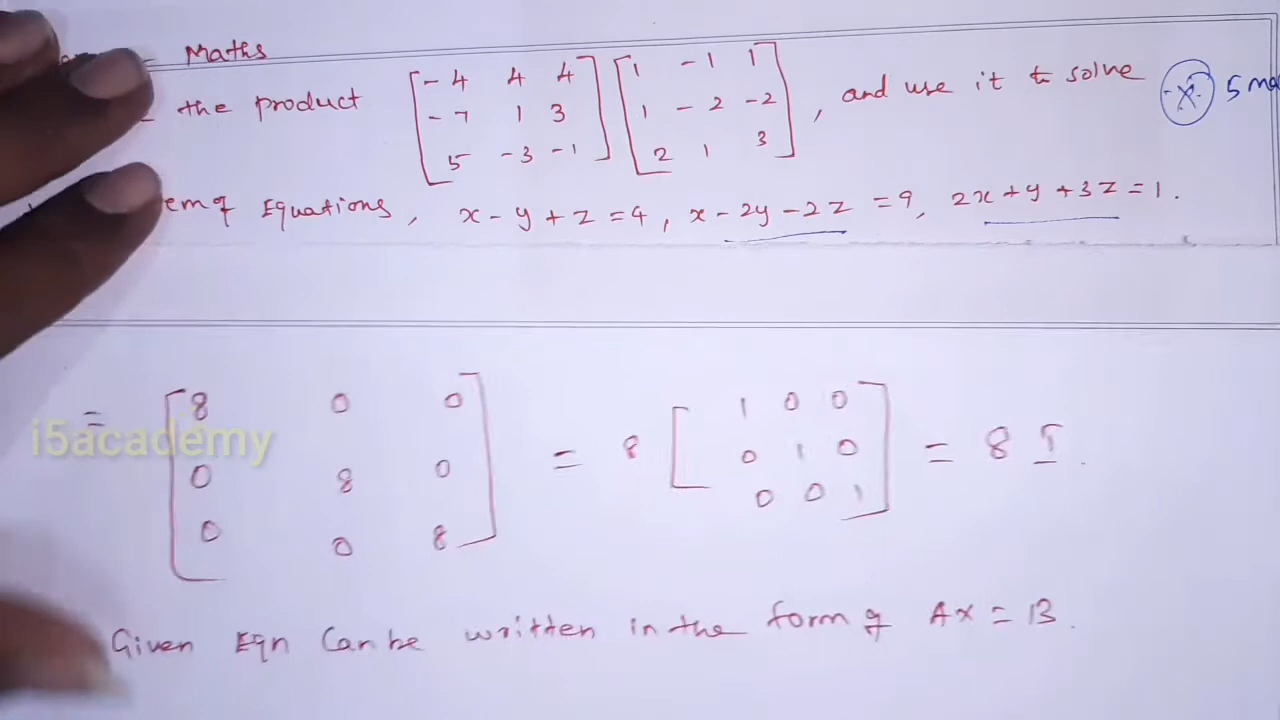 Maths
the product [ -4 4 4 ] [ 1 -1 1 ] , and use it to solve -x- 5
[ -7 1 3 ] [ 1 -2 -2 ]
[ 5 -3 -1 ] [ 2 1 3 ]
Equations, x - y + z = 4, x - 2y - 2z = 9, 2x + y + 3z = 1.
= [ 8 0 0 ] = 8 [ 1 0 0 ] = 8 I.
[ 0 8 0 ] [ 0 1 0 ]
[ 0 0 8 ] [ 0 0 1 ]
i5academy
Given Eqn Can be written in the form of AX = B.